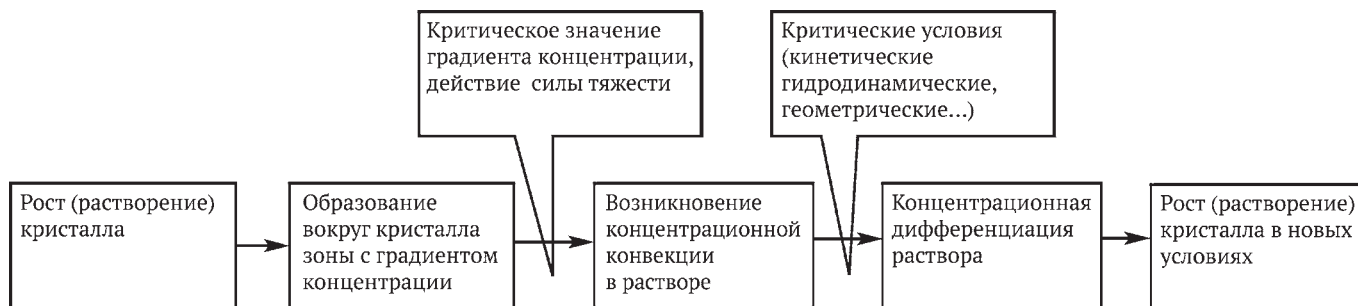 Критическое значение
градиента концентрации,
действие силы тяжести
Критические условия
(кинетические
гидродинамические,
геометрические...)
Рост (растворение)
кристалла
Образование
вокруг кристалла
зоны с градиентом
концентрации
Возникновение
концентрационной
конвекции
в растворе
Концентрационная
дифференциация
раствора
Рост (растворение)
кристалла в новых
условиях